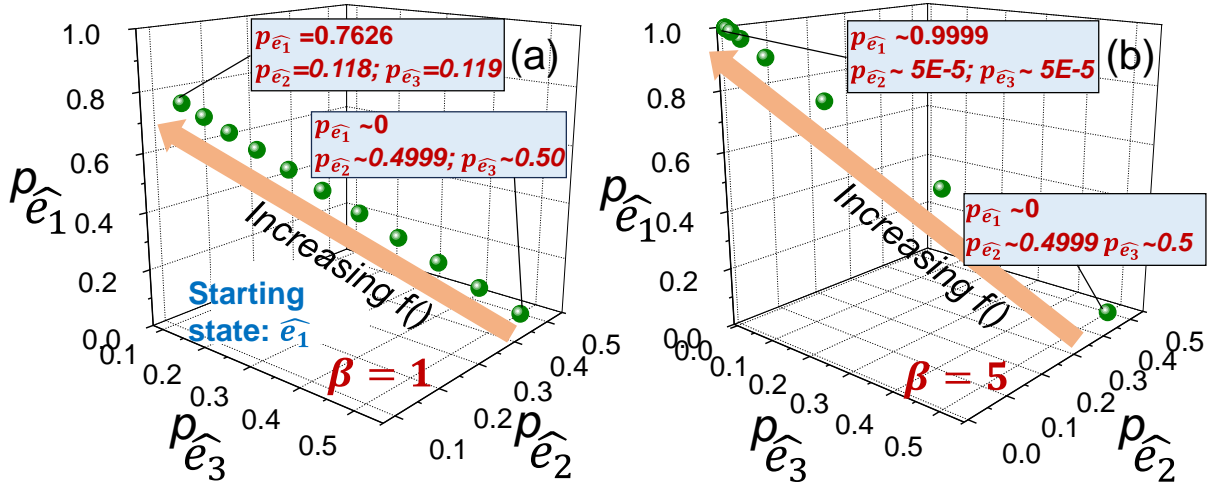 (a)
1.0
0.8
0.6
0.4
0.2
0.0
p_ê₁
p_ê₁ =0.7626
p_ê₂=0.118; p_ê₃=0.119
p_ê₁ ~0
p_ê₂~0.4999; p_ê₃~0.50
Increasing f()
Starting
state: ê₁
β = 1
0.1
0.2
0.3
0.4
0.5
p_ê₃
0.1
0.2
0.3
0.4
0.5
p_ê₂
(b)
1.0
0.8
0.6
0.4
0.2
0.0
p_ê₁
p_ê₁ ~0.9999
p_ê₂~ 5E-5; p_ê₃~ 5E-5
p_ê₁ ~0
p_ê₂~0.4999 p_ê₃~0.5
Increasing f()
β = 5
0.0
0.1
0.2
0.3
0.4
0.5
p_ê₃
0.0
0.1
0.2
0.3
0.4
0.5
p_ê₂